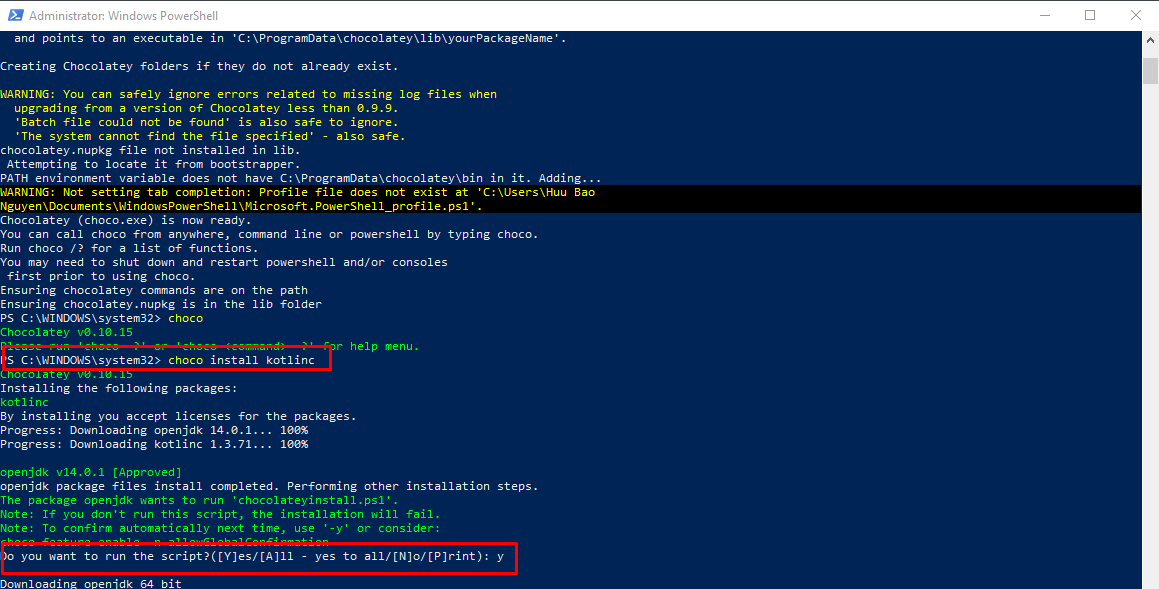 Administrator: Windows PowerShell
and points to an executable in 'C:\ProgramData\chocolatey\lib\yourPackageName'.
Creating Chocolatey folders if they do not already exist.
WARNING: You can safely ignore errors related to missing log files when
upgrading from a version of Chocolatey less than 0.9.9.
'Batch file could not be found' is also safe to ignore.
'The system cannot find the file specified' - also safe.
chocolatey.nupkg file not installed in lib.
Attempting to locate it from bootstrapper.
PATH environment variable does not have C:\ProgramData\chocolatey\bin in it. Adding...
WARNING: Not setting tab completion: Profile file does not exist at 'C:\Users\Huu Bao
Nguyen\Documents\WindowsPowerShell\Microsoft.PowerShell_profile.ps1'.
Chocolatey (choco.exe) is now ready.
You can call choco from anywhere, command line or powershell by typing choco.
Run choco /? for a list of functions.
You may need to shut down and restart powershell and/or consoles
first prior to using choco.
Ensuring chocolatey commands are on the path
Ensuring chocolatey.nupkg is in the lib folder
PS C:\WINDOWS\system32> choco
Chocolatey v0.10.15
Please run 'choco -?' or 'choco <command> -?' for help menu.
PS C:\WINDOWS\system32> choco install kotlinc
Chocolatey v0.10.15
Installing the following packages:
kotlinc
By installing you accept licenses for the packages.
Progress: Downloading openjdk 14.0.1... 100%
Progress: Downloading kotlinc 1.3.71... 100%
openjdk v14.0.1 [Approved]
openjdk package files install completed. Performing other installation steps.
The package openjdk wants to run 'chocolateyinstall.ps1'.
Note: If you don't run this script, the installation will fail.
Note: To confirm automatically next time, use '-y' or consider:
choco feature enable -n allowGlobalConfirmation
Do you want to run the script?([Y]es/[A]ll - yes to all/[N]o/[P]rint): y
Downloading openjdk 64 bit